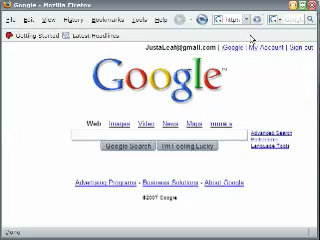 Google - Mozilla Firefox
File Edit View History Bookmarks Tools Help
Getting Started Latest Headlines
JustaLeaf@gmail.com | iGoogle | My Account | Sign out
Google™
Web Images Video News Maps more »
Advanced Search
Preferences
Language Tools
Google Search I'm Feeling Lucky
Advertising Programs - Business Solutions - About Google
©2007 Google
Done